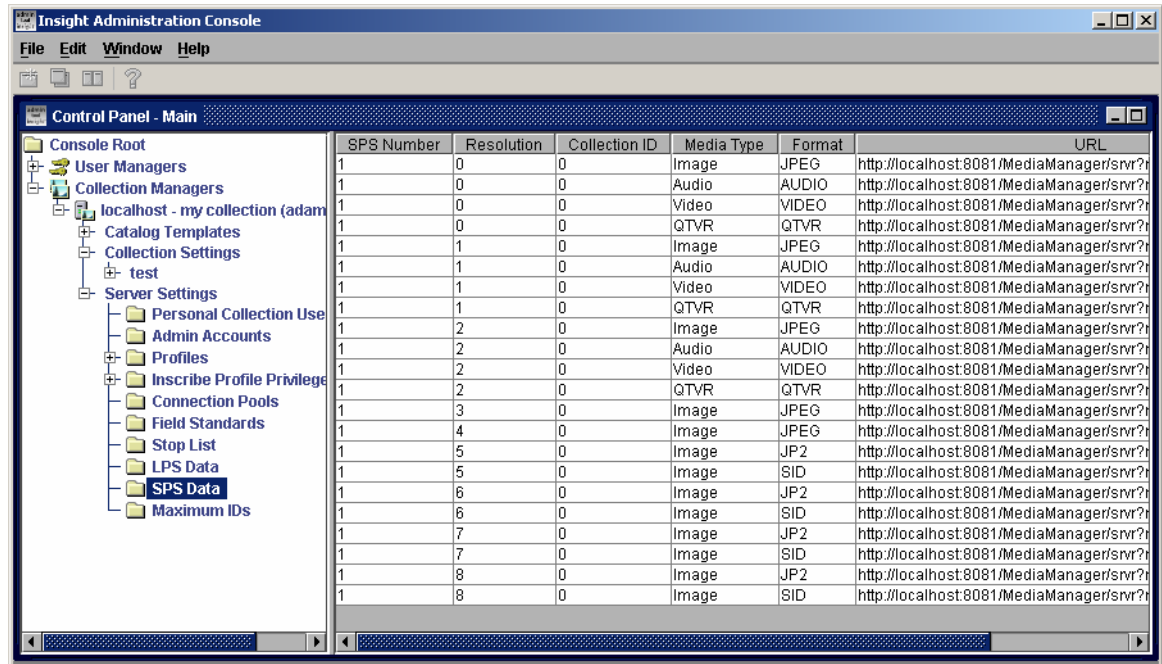 Insight Administration Console
File Edit Window Help
Control Panel - Main
Console Root
User Managers
Collection Managers
localhost - my collection (adam
Catalog Templates
Collection Settings
test
Server Settings
Personal Collection Use
Admin Accounts
Profiles
Inscribe Profile Privilege
Connection Pools
Field Standards
Stop List
LPS Data
SPS Data
Maximum IDs
SPS Number Resolution Collection ID Media Type Format URL
1 0 0 Image JPEG http://localhost:8081/MediaManager/srvr?r
1 0 0 Audio AUDIO http://localhost:8081/MediaManager/srvr?r
1 0 0 Video VIDEO http://localhost:8081/MediaManager/srvr?r
1 0 0 QTVR QTVR http://localhost:8081/MediaManager/srvr?r
1 1 0 Image JPEG http://localhost:8081/MediaManager/srvr?r
1 1 0 Audio AUDIO http://localhost:8081/MediaManager/srvr?r
1 1 0 Video VIDEO http://localhost:8081/MediaManager/srvr?r
1 1 0 QTVR QTVR http://localhost:8081/MediaManager/srvr?r
1 2 0 Image JPEG http://localhost:8081/MediaManager/srvr?r
1 2 0 Audio AUDIO http://localhost:8081/MediaManager/srvr?r
1 2 0 Video VIDEO http://localhost:8081/MediaManager/srvr?r
1 2 0 QTVR QTVR http://localhost:8081/MediaManager/srvr?r
1 3 0 Image JPEG http://localhost:8081/MediaManager/srvr?r
1 4 0 Image JPEG http://localhost:8081/MediaManager/srvr?r
1 5 0 Image JP2 http://localhost:8081/MediaManager/srvr?r
1 5 0 Image SID http://localhost:8081/MediaManager/srvr?r
1 6 0 Image JP2 http://localhost:8081/MediaManager/srvr?r
1 6 0 Image SID http://localhost:8081/MediaManager/srvr?r
1 7 0 Image JP2 http://localhost:8081/MediaManager/srvr?r
1 7 0 Image SID http://localhost:8081/MediaManager/srvr?r
1 8 0 Image JP2 http://localhost:8081/MediaManager/srvr?r
1 8 0 Image SID http://localhost:8081/MediaManager/srvr?r